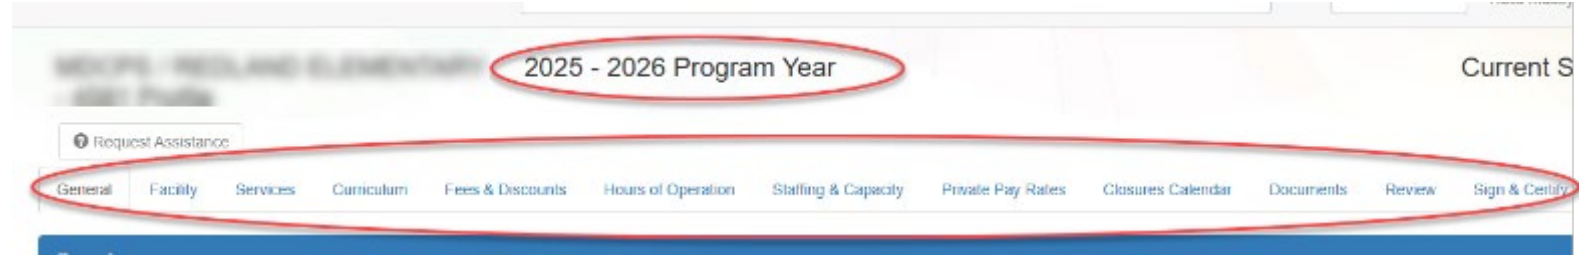 2025 - 2026 Program Year
Current S
Request Assistance
General Facility Services Curriculum Fees & Discounts Hours of Operation Staffing & Capacity Private Pay Rates Closures Calendar Documents Review Sign & Certify